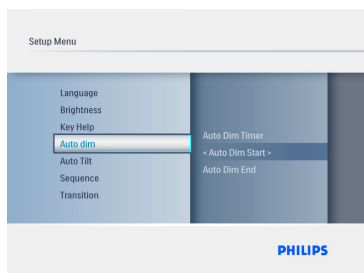 Setup Menu
Language
Brightness
Key Help
Auto dim
Auto Tilt
Sequence
Transition
Auto Dim Timer
< Auto Dim Start >
Auto Dim End
PHILIPS